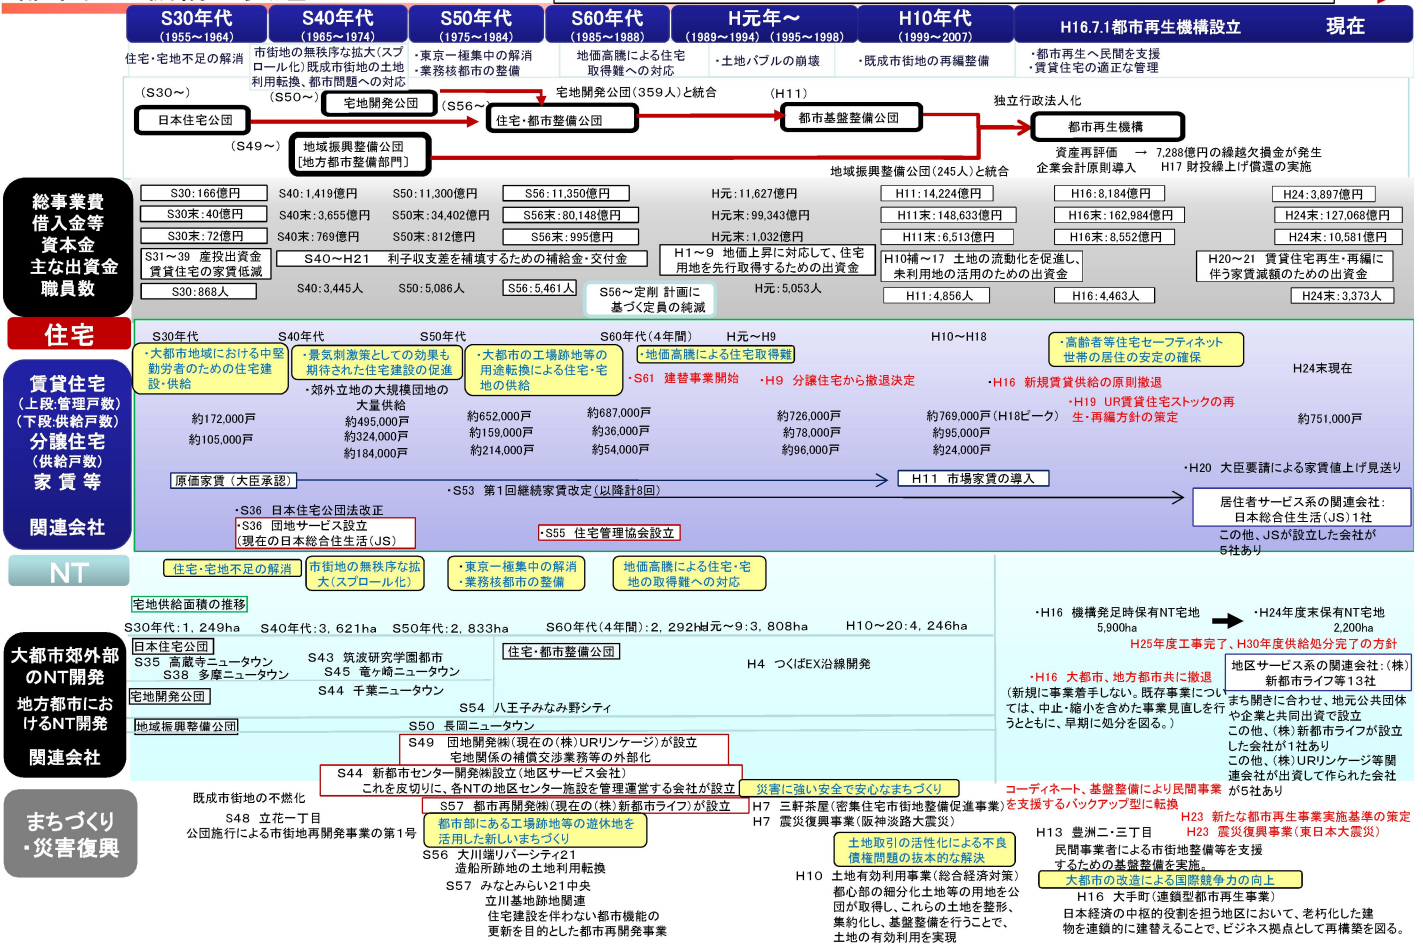 S30年代
(1955～1964)
S40年代
(1965～1974)
S50年代
(1975～1984)
S60年代
(1985～1988)
H元年～
(1989～1994) (1995～1998)
H10年代
(1999～2007)
H16.7.1都市再生機構設立
現在
住宅・宅地不足の解消
市街地の無秩序な拡大(スプ
ロール化)既成市街地の土地
利用転換、都市問題への対応
・東京一極集中の解消
・業務核都市の整備
地価高騰による住宅
取得難への対応
・土地バブルの崩壊
・既成市街地の再編整備
・都市再生へ民間を支援
・賃貸住宅の適正な管理
(S30～)
日本住宅公団
(S50～)
宅地開発公団
(S49～)
地域振興整備公団
[地方都市整備部門]
(S56～)
住宅・都市整備公団
宅地開発公団(359人)と統合
(H11)
都市基盤整備公団
地域振興整備公団(245人)と統合
独立行政法人化
都市再生機構
資産再評価 → 7,288億円の繰越欠損金が発生
企業会計原則導入 H17 財投繰上げ償還の実施
総事業費
借入金等
資本金
主な出資金
職員数
S30:166億円
S40:1,419億円
S50:11,300億円
S56:11,350億円
H元:11,627億円
H11:14,224億円
H16:8,184億円
H24:3,897億円
S30末:40億円
S40末:3,655億円
S50末:34,402億円
S56末:80,148億円
H元末:99,343億円
H11末:148,633億円
H16末:162,984億円
H24末:127,068億円
S30末:72億円
S40末:769億円
S50末:812億円
S56末:995億円
H元末:1,032億円
H11末:6,513億円
H16末:8,552億円
H24末:10,581億円
S31～39 産投出資金
賃貸住宅の家賃低減
S40～H21 利子収支差を補填するための補給金・交付金
H1～9 地価上昇に対応して、住宅
用地を先行取得するための出資金
H10補～17 土地の流動化を促進し、
未利用地の活用のための出資金
H20～21 賃貸住宅再生・再編に
伴う家賃減額のための出資金
S30:868人
S40:3,445人
S50:5,086人
S56:5,461人
S56～定削 計画に
基づく定員の純減
H元:5,053人
H11:4,856人
H16:4,463人
H24末:3,373人
住宅
S30年代
S40年代
S50年代
S60年代(4年間)
H元～H9
H10～H18
H24末現在
・大都市地域における中堅
勤労者のための住宅建
設・供給
・景気刺激策としての効果も
期待された住宅建設の促進
・郊外立地の大規模団地の
大量供給
・大都市の工場跡地等の
用途転換による住宅・宅
地の供給
・地価高騰による住宅取得難
・S61 建替事業開始
・H9 分譲住宅から撤退決定
・高齢者等住宅セーフティネット
世帯の居住の安定の確保
・H16 新規賃貸供給の原則撤退
・H19 UR賃貸住宅ストックの再
生・再編方針の策定
賃貸住宅
(上段:管理戸数)
(下段:供給戸数)
分譲住宅
(供給戸数)
家賃等
関連会社
約172,000戸
約105,000戸
約495,000戸
約324,000戸
約184,000戸
約652,000戸
約159,000戸
約214,000戸
約687,000戸
約36,000戸
約54,000戸
約726,000戸
約78,000戸
約96,000戸
約769,000戸(H18ピーク)
約95,000戸
約24,000戸
約751,000戸
原価家賃(大臣承認)
・S53 第1回継続家賃改定(以降計8回)
H11 市場家賃の導入
・H20 大臣要請による家賃値上げ見送り
・S36 日本住宅公団法改正
・S36 団地サービス設立
(現在の日本総合住生活(JS)
・S55 住宅管理協会設立
居住者サービス系の関連会社:
日本総合住生活(JS)1社
この他、JSが設立した会社が
5社あり
NT
住宅・宅地不足の解消
市街地の無秩序な拡
大(スプロール化)
・東京一極集中の解消
・業務核都市の整備
地価高騰による住宅・宅
地の取得難への対応
宅地供給面積の推移
S30年代:1, 249ha
S40年代:3, 621ha
S50年代:2, 833ha
S60年代(4年間):2, 292ha
H元～9:3, 808ha
H10～20:4, 246ha
・H16 機構発足時保有NT宅地
5,900ha
・H24年度末保有NT宅地
2,200ha
H25年度工事完了、H30年度供給処分完了の方針
大都市郊外部
のNT開発
地方都市にお
けるNT開発
関連会社
日本住宅公団
S35 高蔵寺ニュータウン
S38 多摩ニュータウン
S43 筑波研究学園都市
S45 竜ヶ崎ニュータウン
住宅・都市整備公団
H4 つくばEX沿線開発
宅地開発公団
S44 千葉ニュータウン
S54 八王子みなみ野シティ
地域振興整備公団
S50 長岡ニュータウン
・H16 大都市、地方都市共に撤退
(新規に事業着手しない。既存事業につい
ては、中止・縮小を含めた事業見直しを行
うとともに、早期に処分を図る。)
地区サービス系の関連会社:(株)
新都市ライフ等13社
まち開きに合わせ、地元公共団体
や企業と共同出資で設立
この他、(株)新都市ライフが設立
した会社が1社あり
この他、(株)URリンケージ等関
連会社が出資して作られた会社
が5社あり
S49 団地開発㈱(現在の(株)URリンケージ)が設立
宅地関係の補償交渉業務等の外部化
S44 新都市センター開発㈱設立(地区サービス会社)
これを皮切りに、各NTの地区センター施設を管理運営する会社が設立
S57 都市再開発㈱(現在の(株)新都市ライフ)が設立
まちづくり
・災害復興
既成市街地の不燃化
S48 立花一丁目
公団施行による市街地再開発事業の第1号
都市部にある工場跡地等の遊休地を
活用した新しいまちづくり
S56 大川端リバーシティ21
造船所跡地の土地利用転換
S57 みなとみらい21中央
立川基地跡地関連
住宅建設を伴わない都市機能の
更新を目的とした都市再開発事業
災害に強い安全で安心なまちづくり
H7 三軒茶屋(密集住宅市街地整備促進事業)
H7 震災復興事業(阪神淡路大震災)
土地取引の活性化による不良
債権問題の抜本的な解決
H10 土地有効利用事業(総合経済対策)
都心部の細分化土地等の用地を公
団が取得し、これらの土地を整形、
集約化し、基盤整備を行うことで、
土地の有効利用を実現
コーディネート、基盤整備により民間事業
を支援するバックアップ型に転換
H23 新たな都市再生事業実施基準の策定
H23 震災復興事業(東日本大震災)
H13 豊洲二・三丁目
民間事業者による市街地整備等を支援
するための基盤整備を実施。
大都市の改造による国際競争力の向上
H16 大手町(連鎖型都市再生事業)
日本経済の中枢的役割を担う地区において、老朽化した建
物を連鎖的に建替えることで、ビジネス拠点として再構築を図る。